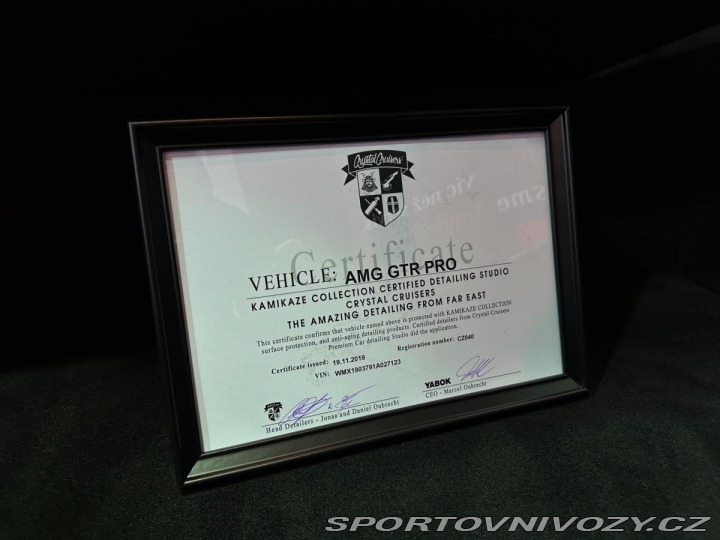 Crystal Cruisers
Certificate
VEHICLE: AMG GTR PRO
KAMIKAZE COLLECTION CERTIFIED DETAILING STUDIO
CRYSTAL CRUISERS
THE AMAZING DETAILING FROM FAR EAST
This certificate confirms that vehicle named above is protected with KAMIKAZE COLLECTION
surface protection, and anti-aging detailing products. Certified detailers from Crystal Cruisers
Premium Car detailing Studio did the application.
Certificate issued: 19.11.2019 Registration number: CZ040
VIN: WMX1903791A027123
YABOK
Head Detailers - Jonas and Daniel Oubrecht
CEO - Marcel Oubrecht
SPORTOVNIVOZY.CZ